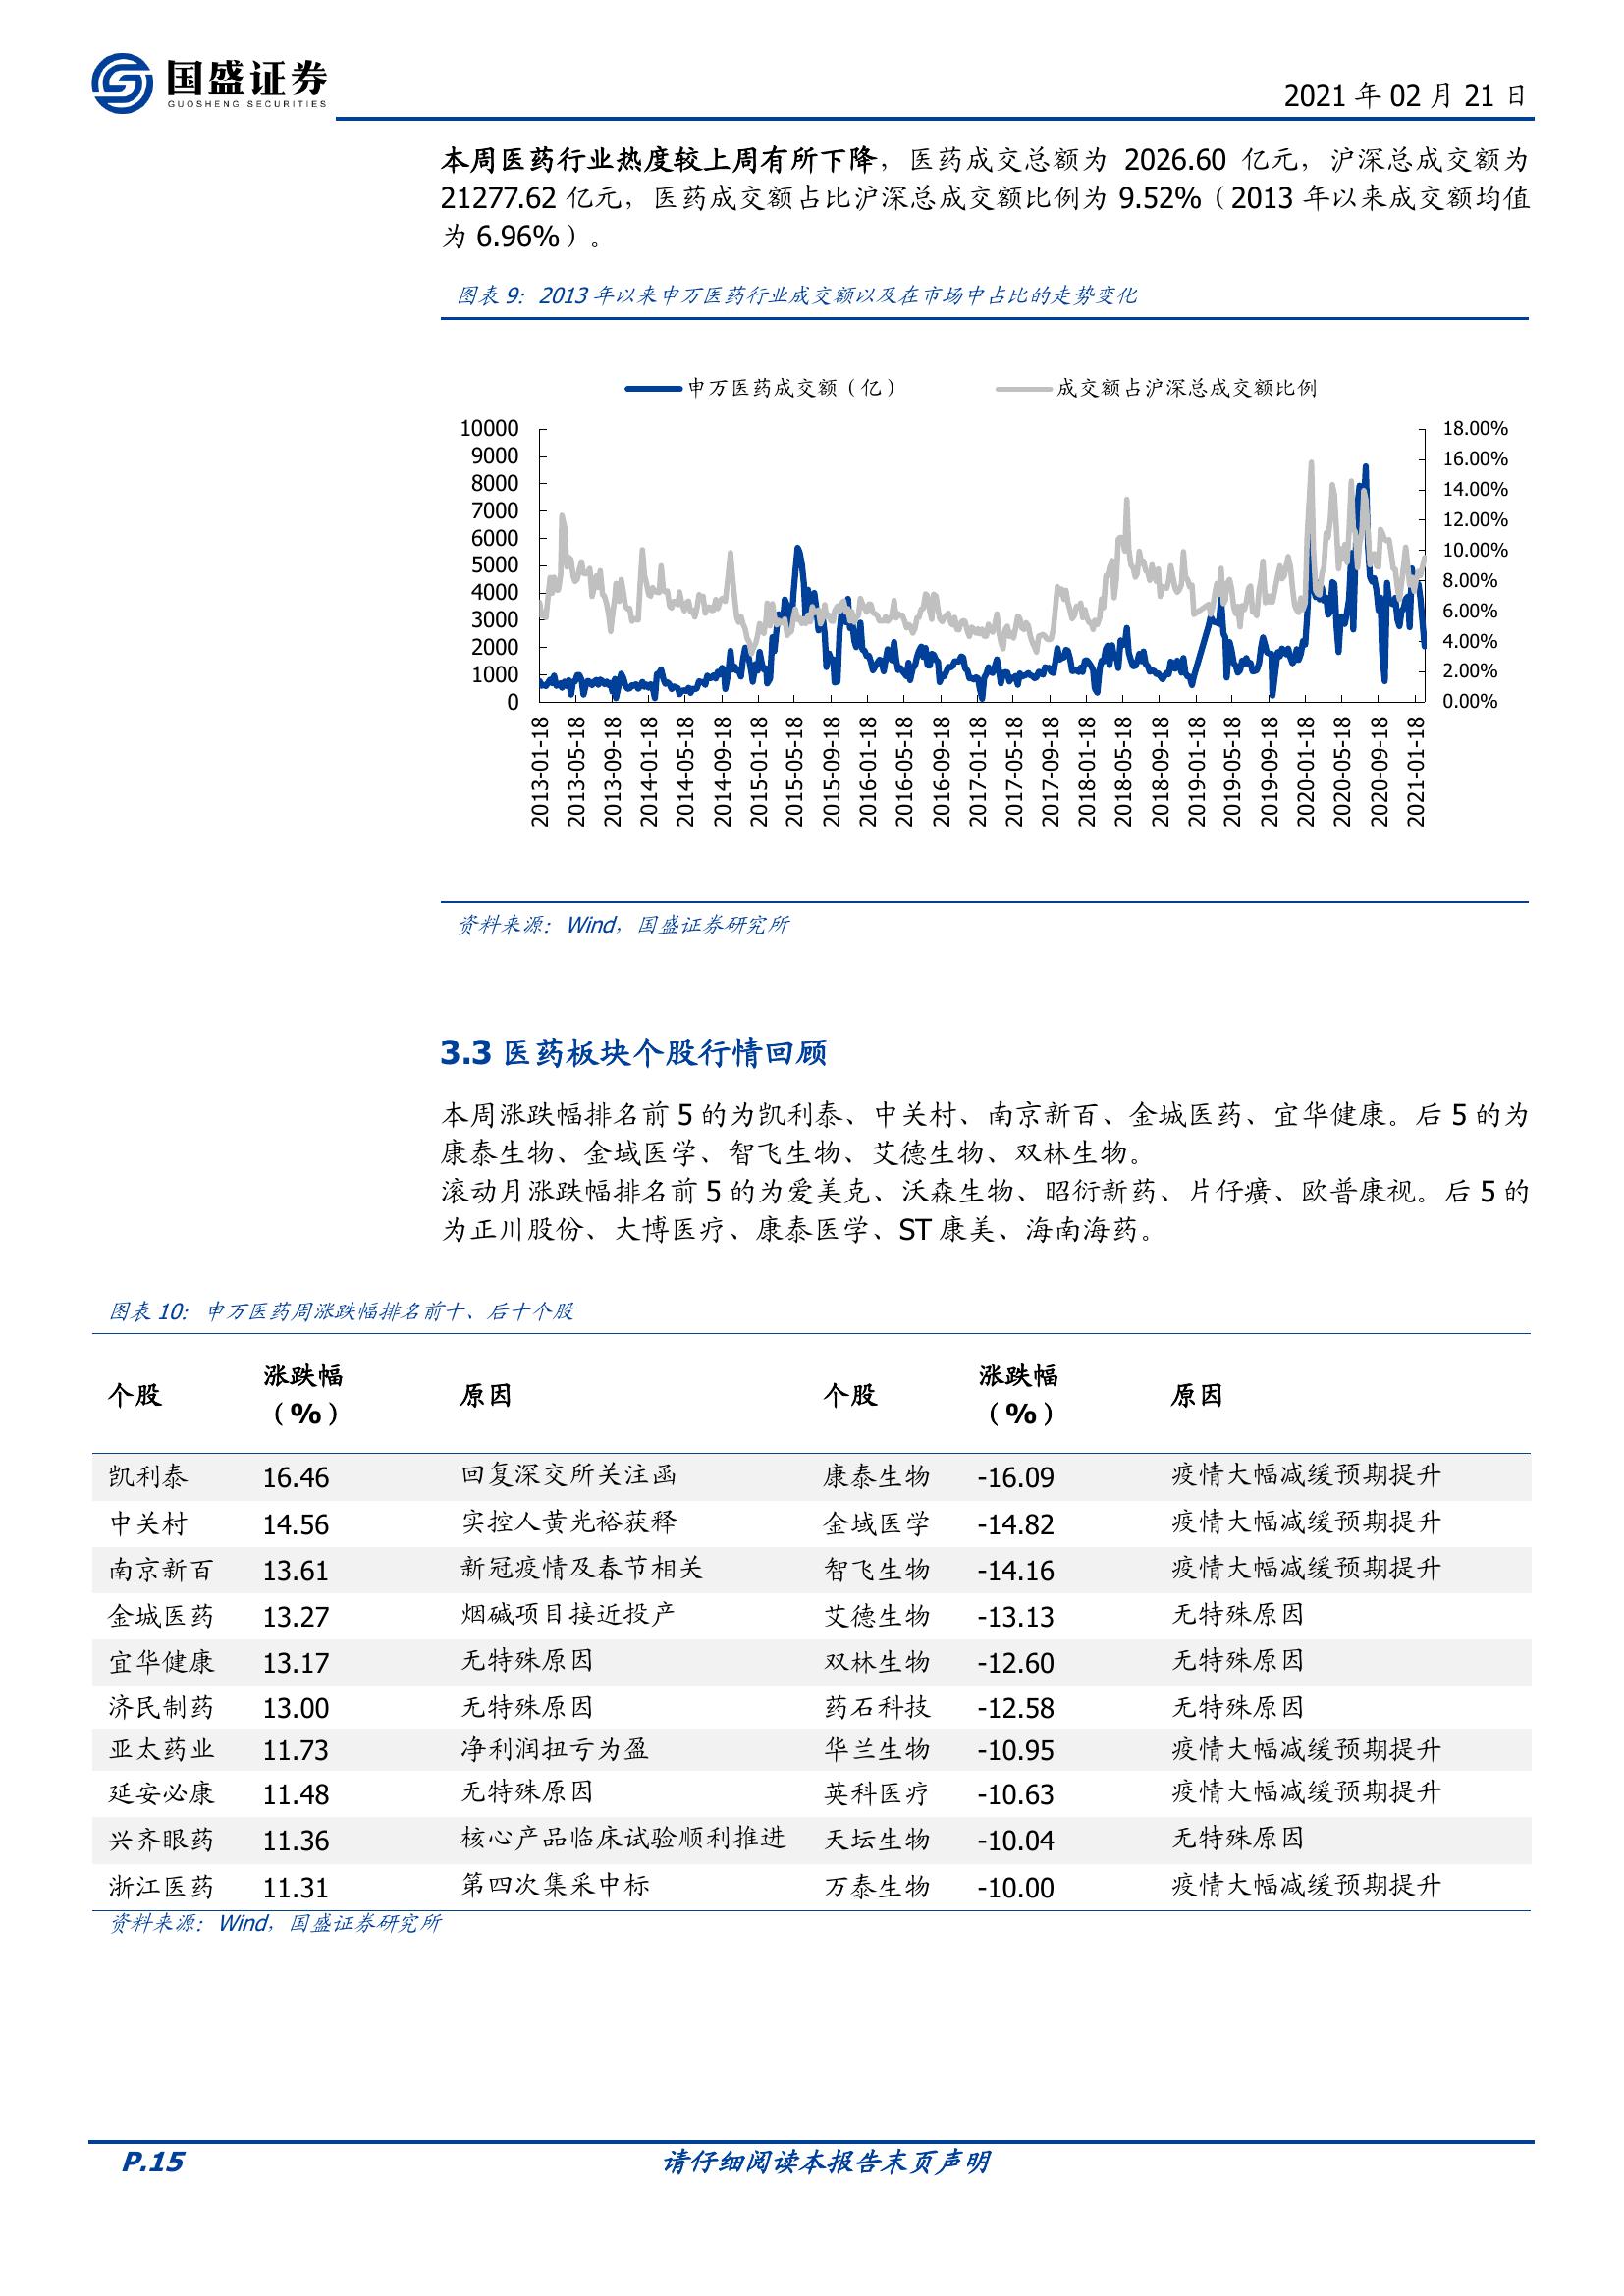 国盛证券
GUOSHENG SECURITIES
2021 年 02 月 21 日
本周医药行业热度较上周有所下降，医药成交总额为 2026.60 亿元，沪深总成交额为
21277.62 亿元，医药成交额占比沪深总成交额比例为 9.52%（2013 年以来成交额均值
为 6.96%）。
图表 9：2013 年以来申万医药行业成交额以及在市场中占比的走势变化
申万医药成交额（亿） 成交额占沪深总成交额比例
10000 18.00%
9000 16.00%
8000 14.00%
7000 12.00%
6000 10.00%
5000 8.00%
4000 6.00%
3000 4.00%
2000 2.00%
1000 0.00%
0
2013-01-18
2013-05-18
2013-09-18
2014-01-18
2014-05-18
2014-09-18
2015-01-18
2015-05-18
2015-09-18
2016-01-18
2016-05-18
2016-09-18
2017-01-18
2017-05-18
2017-09-18
2018-01-18
2018-05-18
2018-09-18
2019-01-18
2019-05-18
2019-09-18
2020-01-18
2020-05-18
2020-09-18
2021-01-18
资料来源：Wind，国盛证券研究所
3.3 医药板块个股行情回顾
本周涨跌幅排名前 5 的为凯利泰、中关村、南京新百、金城医药、宜华健康。后 5 的为
康泰生物、金域医学、智飞生物、艾德生物、双林生物。
滚动月涨跌幅排名前 5 的为爱美克、沃森生物、昭衍新药、片仔癀、欧普康视。后 5 的
为正川股份、大博医疗、康泰医学、ST 康美、海南海药。
图表 10：申万医药周涨跌幅排名前十、后十个股
个股 涨跌幅（%） 原因 个股 涨跌幅（%） 原因
凯利泰 16.46 回复深交所关注函 康泰生物 -16.09 疫情大幅减缓预期提升
中关村 14.56 实控人黄光裕获释 金域医学 -14.82 疫情大幅减缓预期提升
南京新百 13.61 新冠疫情及春节相关 智飞生物 -14.16 疫情大幅减缓预期提升
金城医药 13.27 烟碱项目接近投产 艾德生物 -13.13 无特殊原因
宜华健康 13.17 无特殊原因 双林生物 -12.60 无特殊原因
济民制药 13.00 无特殊原因 药石科技 -12.58 无特殊原因
亚太药业 11.73 净利润扭亏为盈 华兰生物 -10.95 疫情大幅减缓预期提升
延安必康 11.48 无特殊原因 英科医疗 -10.63 疫情大幅减缓预期提升
兴齐眼药 11.36 核心产品临床试验顺利推进 天坛生物 -10.04 无特殊原因
浙江医药 11.31 第四次集采中标 万泰生物 -10.00 疫情大幅减缓预期提升
资料来源：Wind，国盛证券研究所
P.15 请仔细阅读本报告末页声明